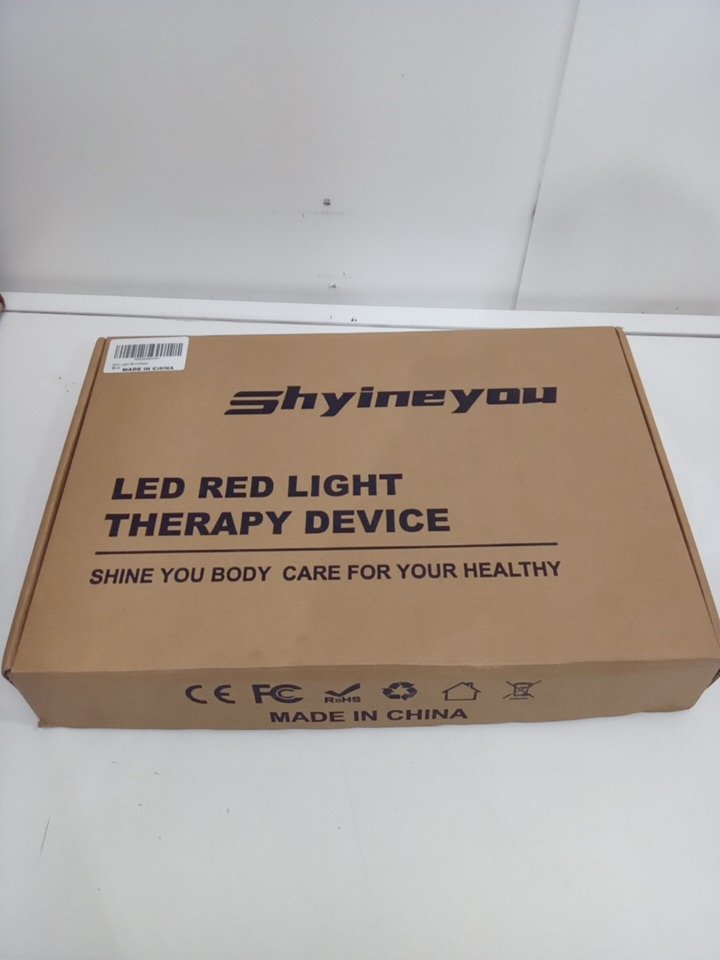 MADE IN CHINA
Shyineyou
LED RED LIGHT
THERAPY DEVICE
SHINE YOU BODY CARE FOR YOUR HEALTHY
CE FC RoHS
MADE IN CHINA